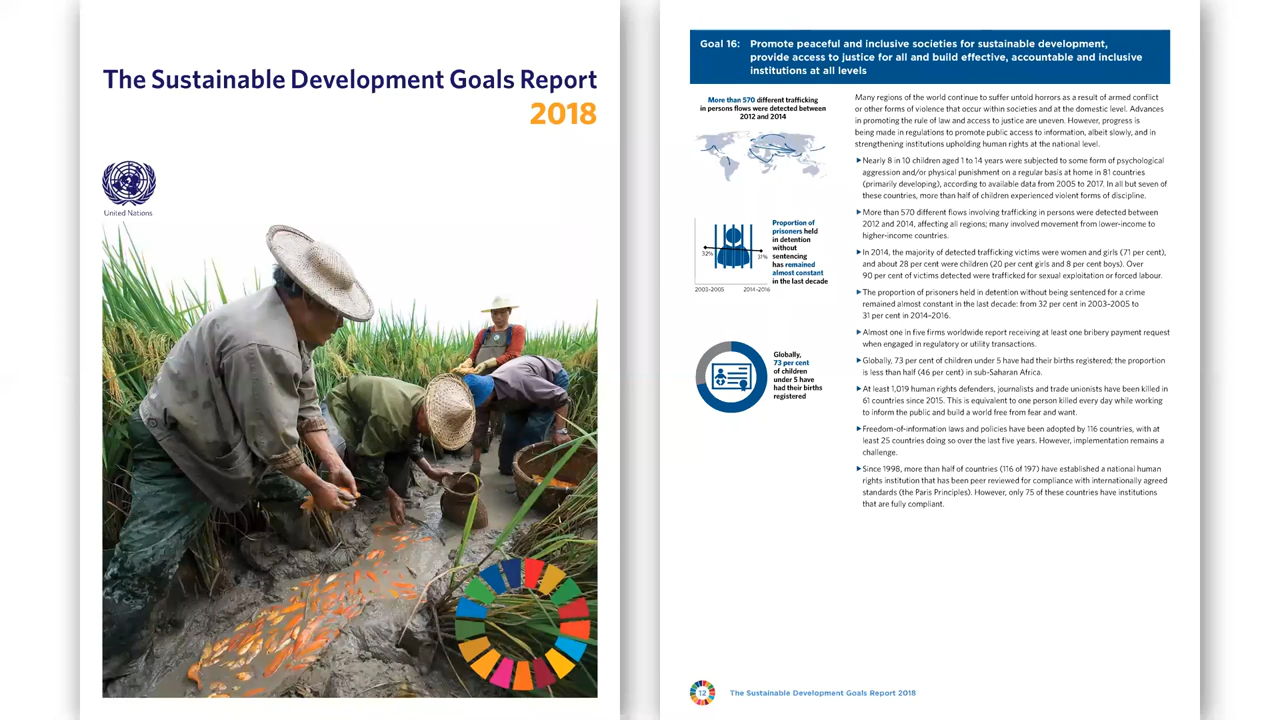 The Sustainable Development Goals Report
2018
United Nations
Goal 16: Promote peaceful and inclusive societies for sustainable development,
provide access to justice for all and build effective, accountable and inclusive
institutions at all levels
More than 570 different trafficking
in persons flows were detected between
2012 and 2014
Proportion of
prisoners held
in detention
without
sentencing
has remained
almost constant
in the last decade
32%
31%
2003–2005 2014–2016
Globally,
73 per cent
of children
under 5 have
had their births
registered
Many regions of the world continue to suffer untold horrors as a result of armed conflict
or other forms of violence that occur within societies and at the domestic level. Advances
in promoting the rule of law and access to justice are uneven. However, progress is
being made in regulations to promote public access to information, albeit slowly, and in
strengthening institutions upholding human rights at the national level.
▶Nearly 8 in 10 children aged 1 to 14 years were subjected to some form of psychological
aggression and/or physical punishment on a regular basis at home in 81 countries
(primarily developing), according to available data from 2005 to 2017. In all but seven of
these countries, more than half of children experienced violent forms of discipline.
▶More than 570 different flows involving trafficking in persons were detected between
2012 and 2014, affecting all regions; many involved movement from lower-income to
higher-income countries.
▶In 2014, the majority of detected trafficking victims were women and girls (71 per cent),
and about 28 per cent were children (20 per cent girls and 8 per cent boys). Over
90 per cent of victims detected were trafficked for sexual exploitation or forced labour.
▶The proportion of prisoners held in detention without being sentenced for a crime
remained almost constant in the last decade: from 32 per cent in 2003–2005 to
31 per cent in 2014–2016.
▶Almost one in five firms worldwide report receiving at least one bribery payment request
when engaged in regulatory or utility transactions.
▶Globally, 73 per cent of children under 5 have had their births registered; the proportion
is less than half (46 per cent) in sub-Saharan Africa.
▶At least 1,019 human rights defenders, journalists and trade unionists have been killed in
61 countries since 2015. This is equivalent to one person killed every day while working
to inform the public and build a world free from fear and want.
▶Freedom-of-information laws and policies have been adopted by 116 countries, with at
least 25 countries doing so over the last five years. However, implementation remains a
challenge.
▶Since 1998, more than half of countries (116 of 197) have established a national human
rights institution that has been peer reviewed for compliance with internationally agreed
standards (the Paris Principles). However, only 75 of these countries have institutions
that are fully compliant.
12 The Sustainable Development Goals Report 2018